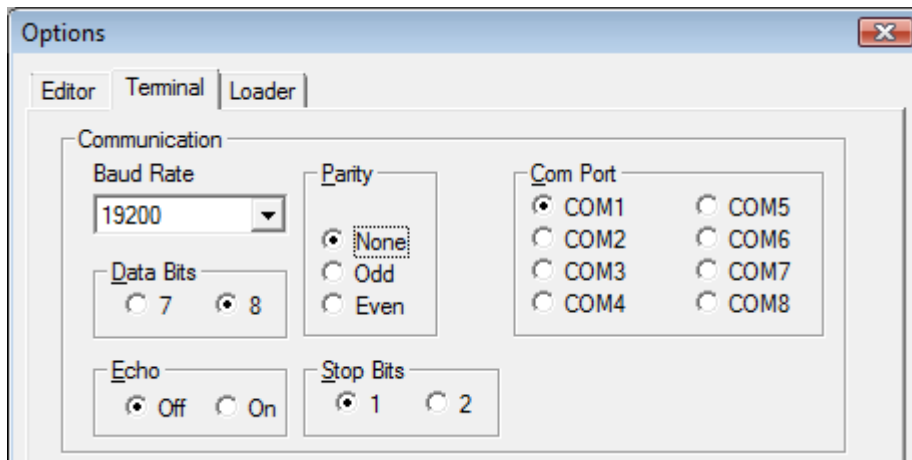 Options
Editor Terminal Loader
Communication
Baud Rate
19200
Data Bits
7 8
Echo
Off On
Parity
None
Odd
Even
Stop Bits
1 2
Com Port
COM1 COM5
COM2 COM6
COM3 COM7
COM4 COM8